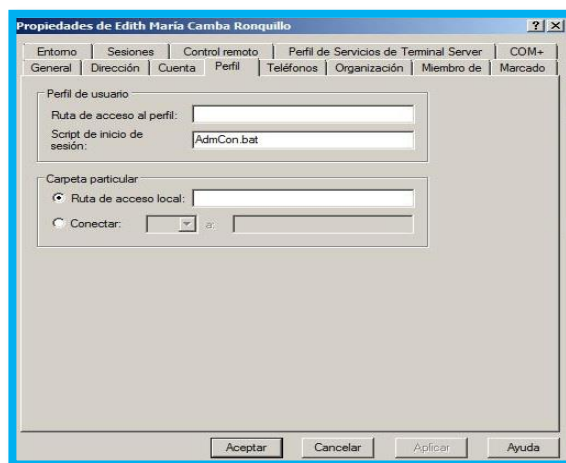 Propiedades de Edith María Camba Ronquillo
Entorno Sesiones Control remoto Perfil de Servicios de Terminal Server COM+
General Dirección Cuenta Perfil Teléfonos Organización Miembro de Marcado
Perfil de usuario
Ruta de acceso al perfil:
Script de inicio de
sesión:
AdmCon.bat
Carpeta particular
Ruta de acceso local:
Conectar: a:
Aceptar Cancelar Aplicar Ayuda